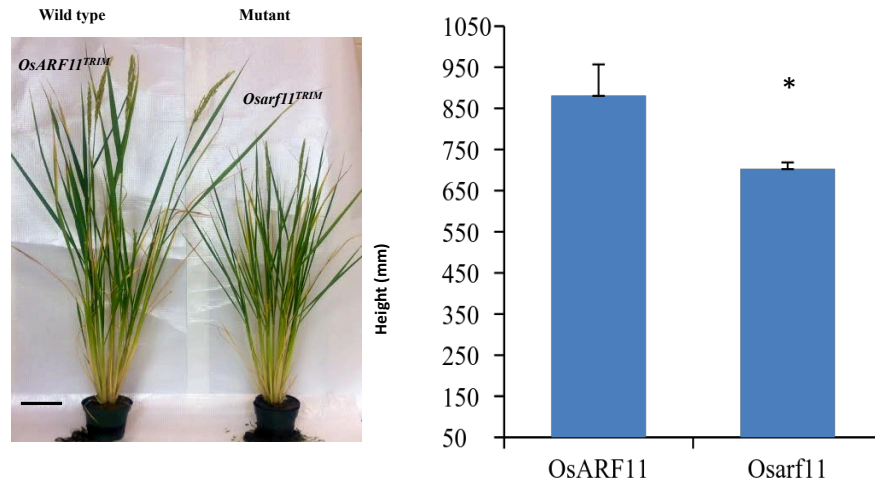 Wild type
Mutant
OsARF11TRIM
Osarf11TRIM
Height (mm)
1050
950
850
750
650
550
450
350
250
150
50
*
OsARF11
Osarf11